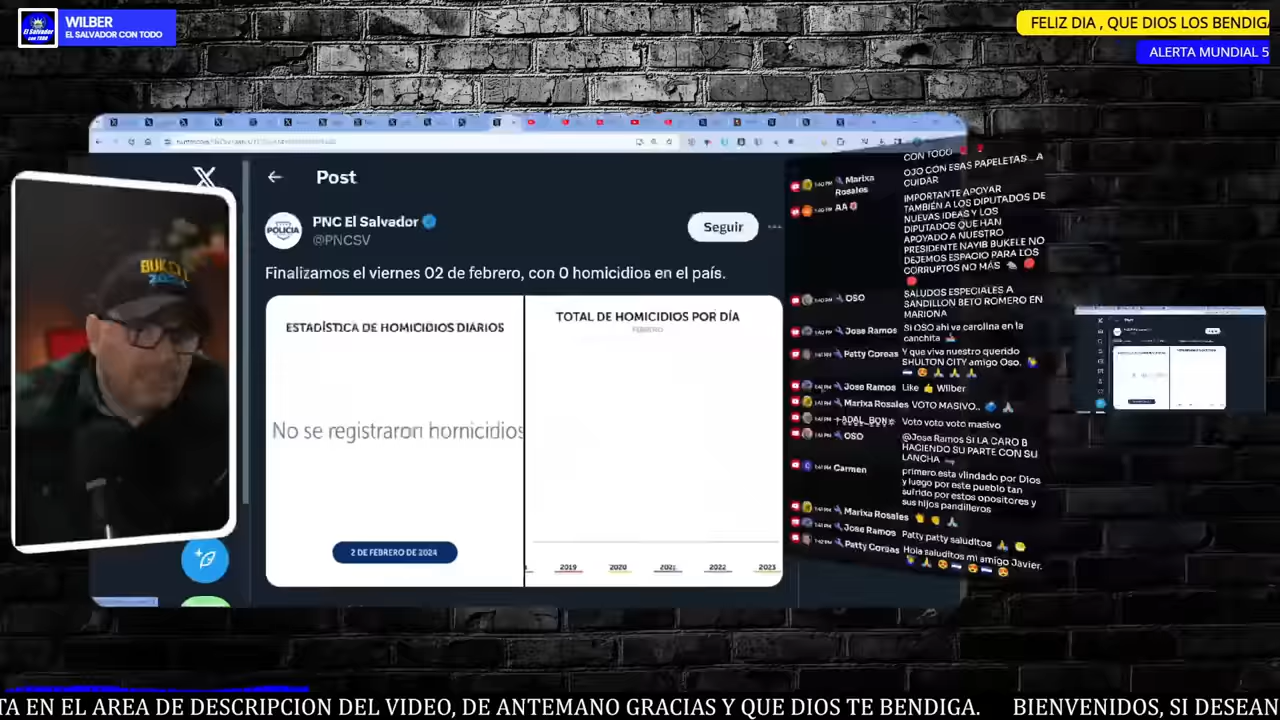 WILBER
EL SALVADOR CON TODO
FELIZ DIA , QUE DIOS LOS BENDIGA
ALERTA MUNDIAL 5
Post
PNC El Salvador
@PNCSV
Seguir
Finalizamos el viernes 02 de febrero, con 0 homicidios en el país.
ESTADÍSTICA DE HOMICIDIOS DIARIOS
No se registraron homicidios
2 DE FEBRERO DE 2024
TOTAL DE HOMICIDIOS POR DÍA
FEBRERO
2019 2020 2021 2022 2023
CON TODO
Marixa Rosales
OJO CON ESAS PAPELETAS...A
CUIDAR
AA
IMPORTANTE APOYAR
TAMBIÉN A LOS DIPUTADOS DE
NUEVAS IDEAS Y LOS
DIPUTADOS QUE HAN
APOYADO A NUESTRO
PRESIDENTE NAYIB BUKELE NO
DEJEMOS ESPACIO PARA LOS
CORRUPTOS NO MÁS
OSO
SALUDOS ESPECIALES A
SANDILLON BETO ROMERO EN
MARIONA
Jose Ramos
Si OSO ahi va carolina en la
canchita
Patty Coreas
Y que viva nuestro querido
SHULTON CITY amigo Oso.
Jose Ramos Like Wilber
Marixa Rosales VOTO MASIVO..
Voto voto voto masivo
OSO
@Jose Ramos SI LA CARO B
HACIENDO SU PARTE CON SU
LANCHA
Carmen
primero esta vlindado por Dios
y luego por este pueblo tan
sufrido por estos opositores y
sus hijos pandilleros
Marixa Rosales
Jose Ramos Patty patty saluditos
Patty Coreas Hola saluditos mi amigo Javier.
TA EN EL AREA DE DESCRIPCION DEL VIDEO, DE ANTEMANO GRACIAS Y QUE DIOS TE BENDIGA. BIENVENIDOS, SI DESEAN